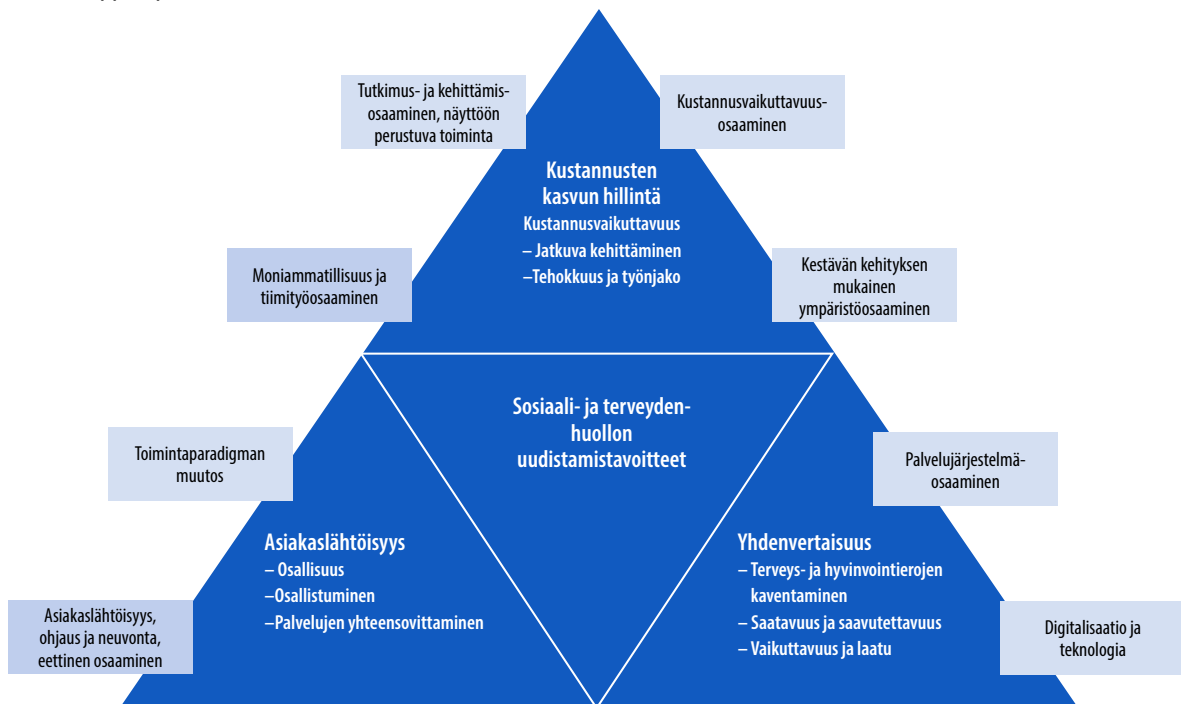 Tutkimus- ja kehittämis-
osaaminen, näyttöön
perustuva toiminta
Kustannusvaikuttavuus-
osaaminen
Kustannusten
kasvun hillintä
Kustannusvaikuttavuus
– Jatkuva kehittäminen
–Tehokkuus ja työnjako
Moniammatillisuus ja
tiimityöosaaminen
Kestävän kehityksen
mukainen
ympäristöosaaminen
Sosiaali- ja terveyden-
huollon
uudistamistavoitteet
Toimintaparadigman
muutos
Palvelujärjestelmä-
osaaminen
Asiakaslähtöisyys
– Osallisuus
–Osallistuminen
–Palvelujen yhteensovittaminen
Yhdenvertaisuus
– Terveys- ja hyvinvointierojen
kaventaminen
– Saatavuus ja saavutettavuus
– Vaikuttavuus ja laatu
Asiakaslähtöisyys,
ohjaus ja neuvonta,
eettinen osaaminen
Digitalisaatio ja
teknologia